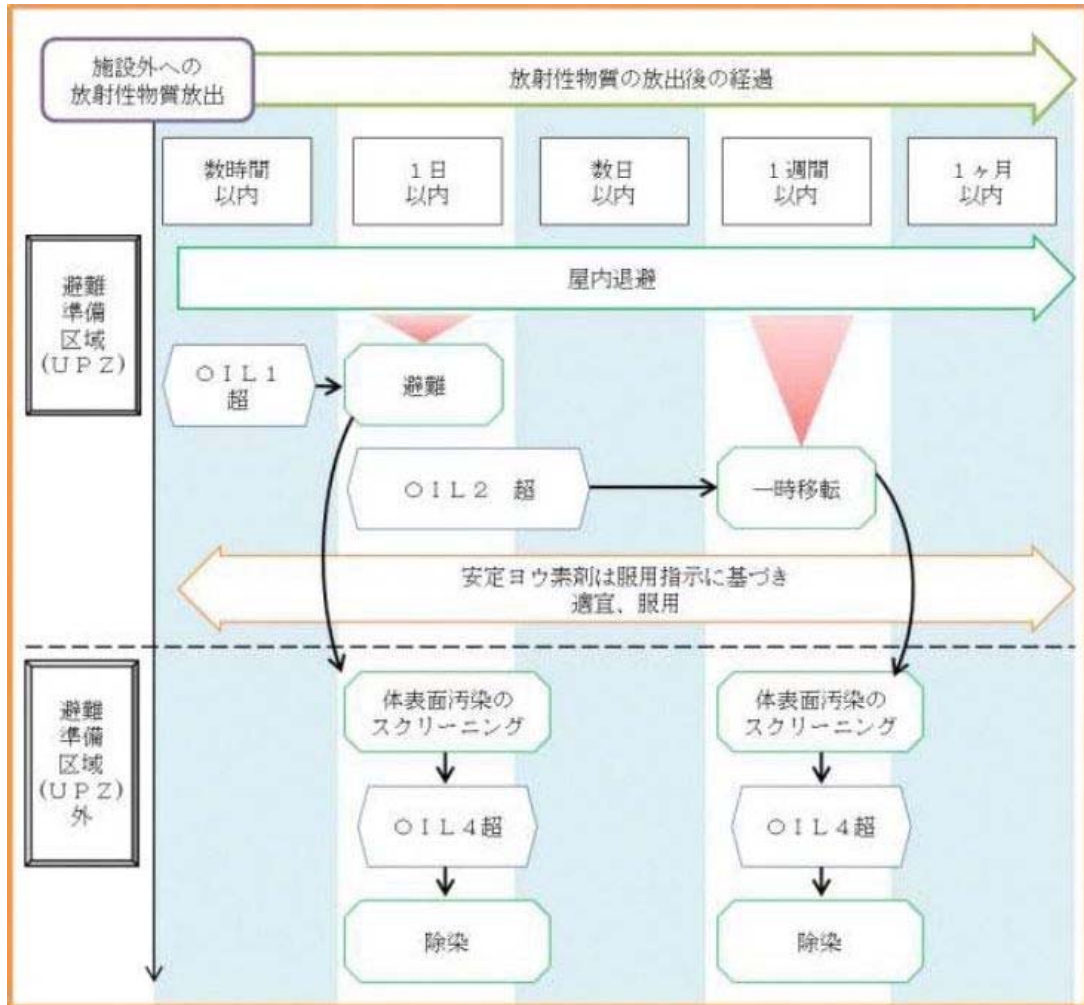 施設外への
放射性物質放出
放射性物質の放出後の経過
数時間
以内
1日
以内
数日
以内
1週間
以内
1ヶ月
以内
避難
準備
区域
(UPZ)
屋内退避
OIL1
超
避難
OIL2 超
一時移転
安定ヨウ素剤は服用指示に基づき
適宜、服用
避難
準備
区域
(UPZ)
外
体表面汚染の
スクリーニング
体表面汚染の
スクリーニング
OIL4超
OIL4超
除染
除染